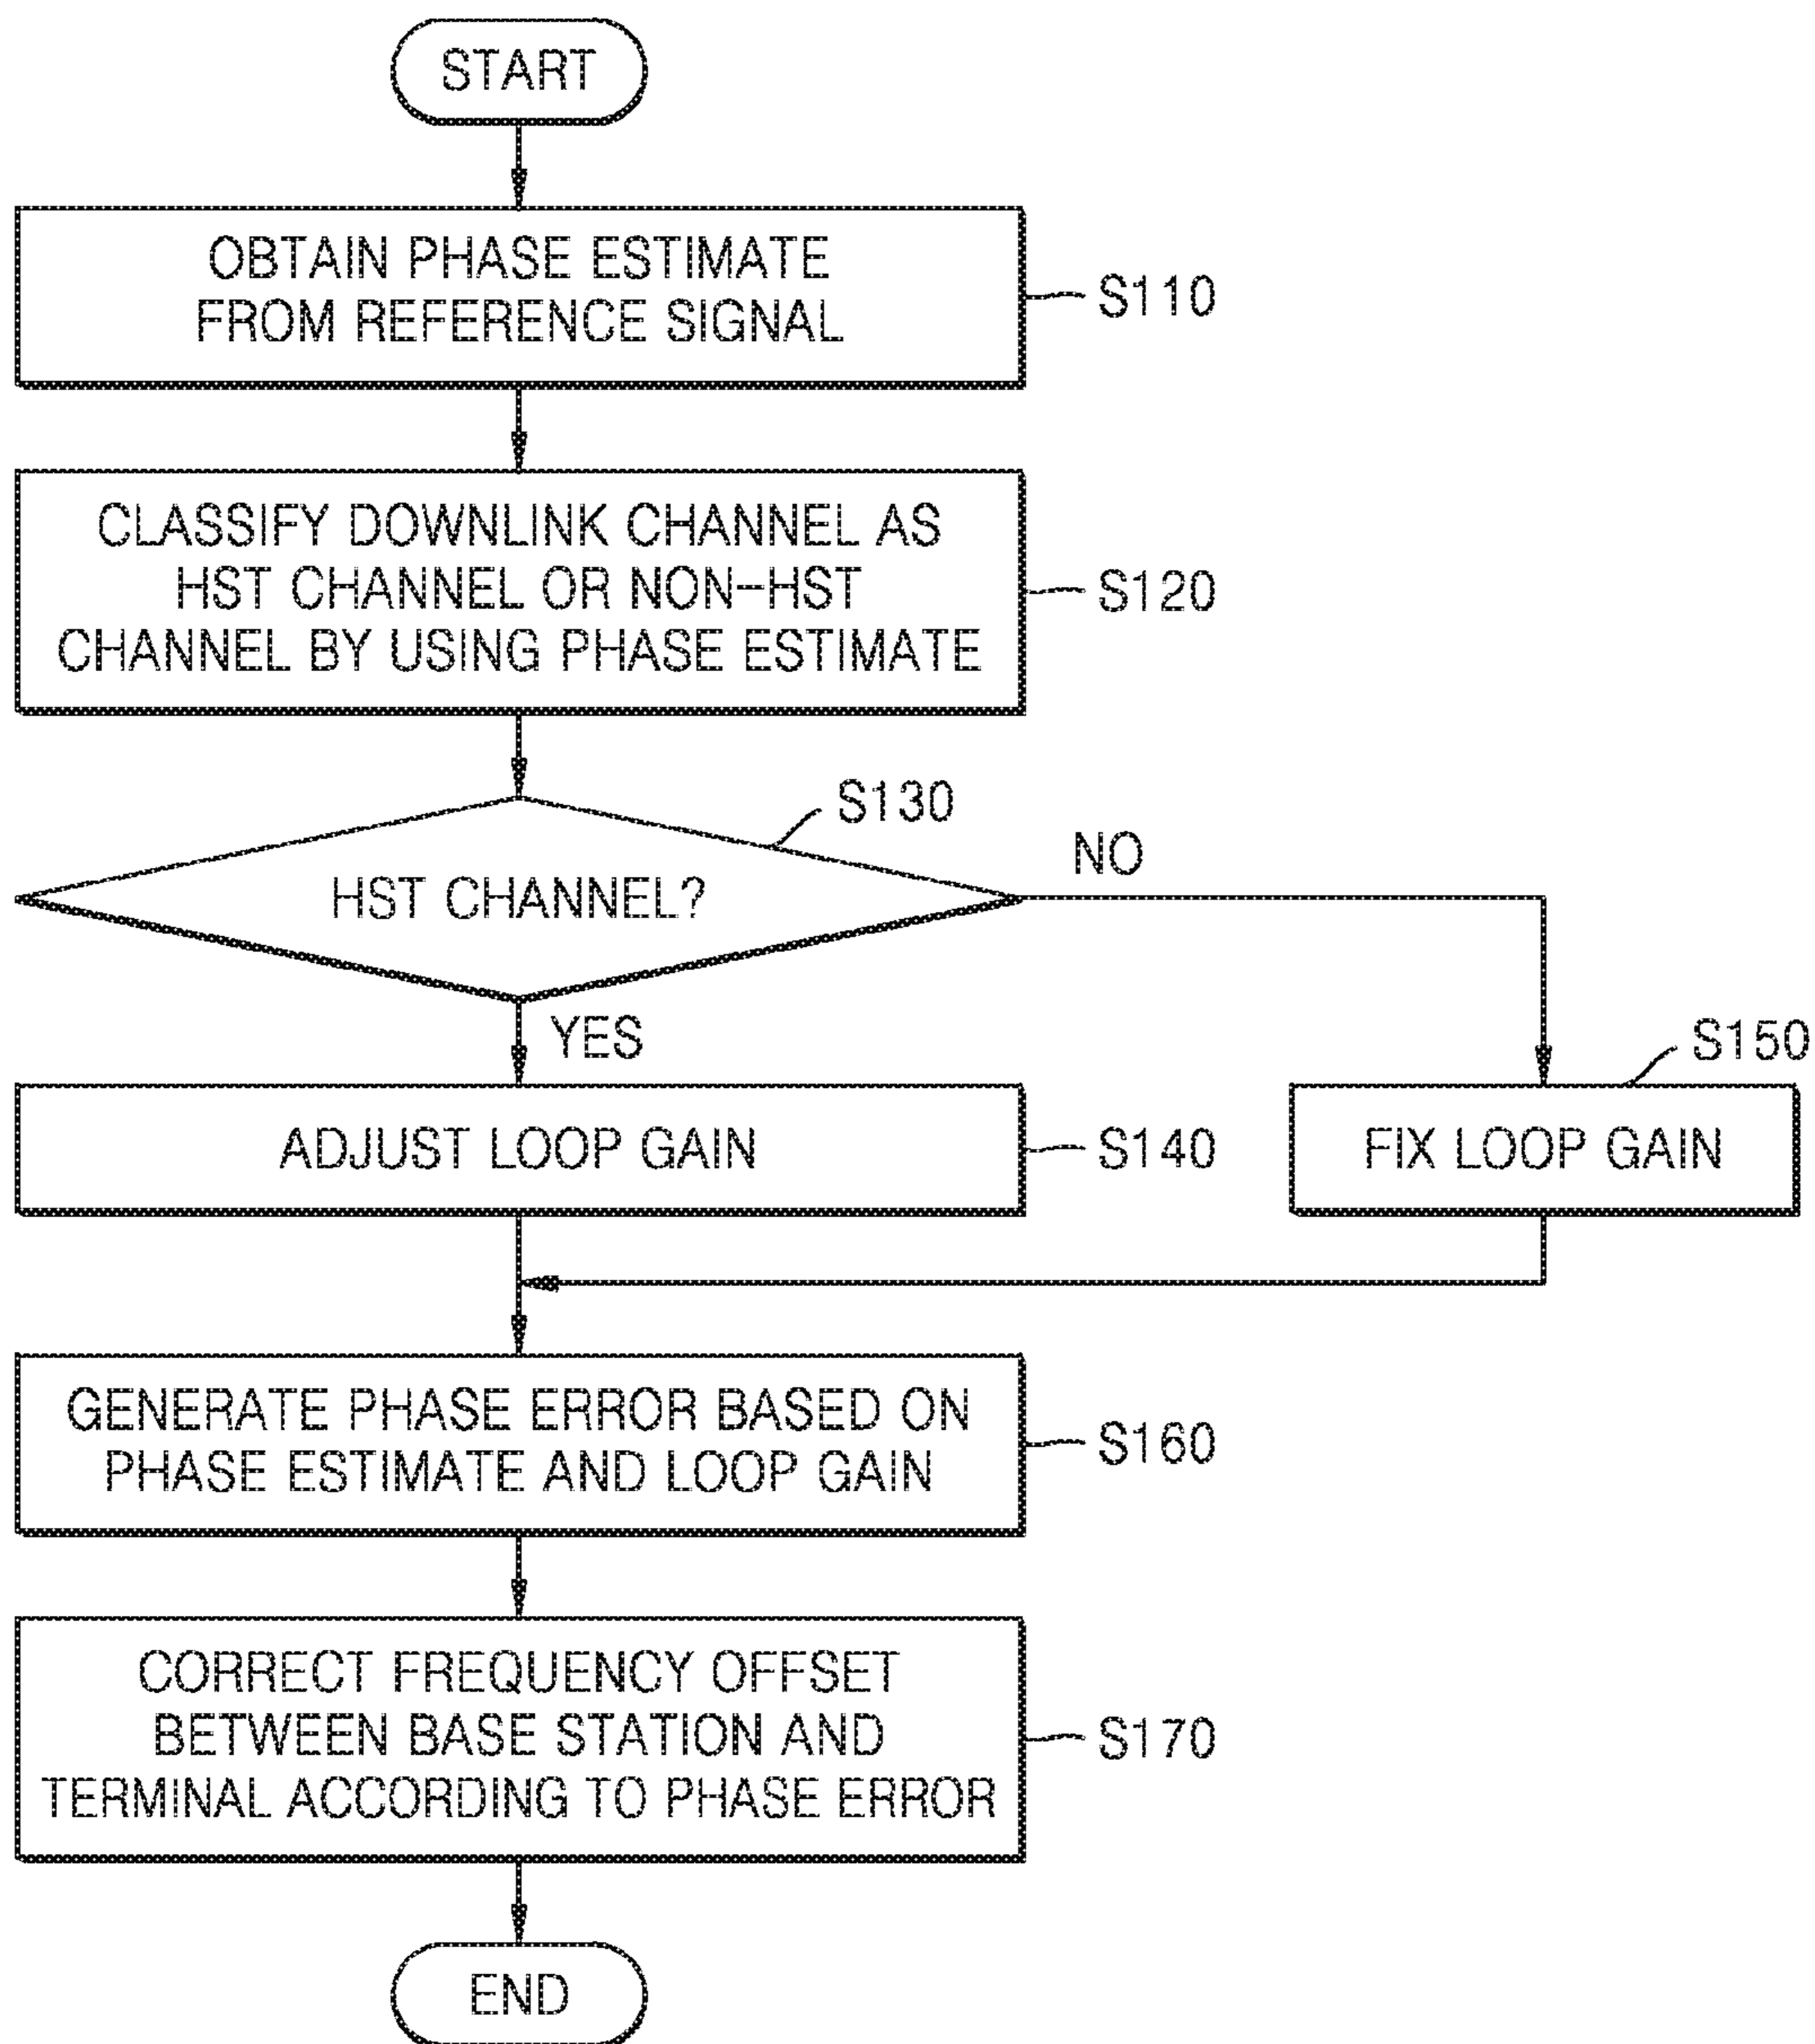 START
OBTAIN PHASE ESTIMATE
FROM REFERENCE SIGNAL
S110
CLASSIFY DOWNLINK CHANNEL AS
HST CHANNEL OR NON-HST
CHANNEL BY USING PHASE ESTIMATE
S120
S130
HST CHANNEL?
NO
YES
S150
ADJUST LOOP GAIN
S140
FIX LOOP GAIN
GENERATE PHASE ERROR BASED ON
PHASE ESTIMATE AND LOOP GAIN
S160
CORRECT FREQUENCY OFFSET
BETWEEN BASE STATION AND
TERMINAL ACCORDING TO PHASE ERROR
S170
END